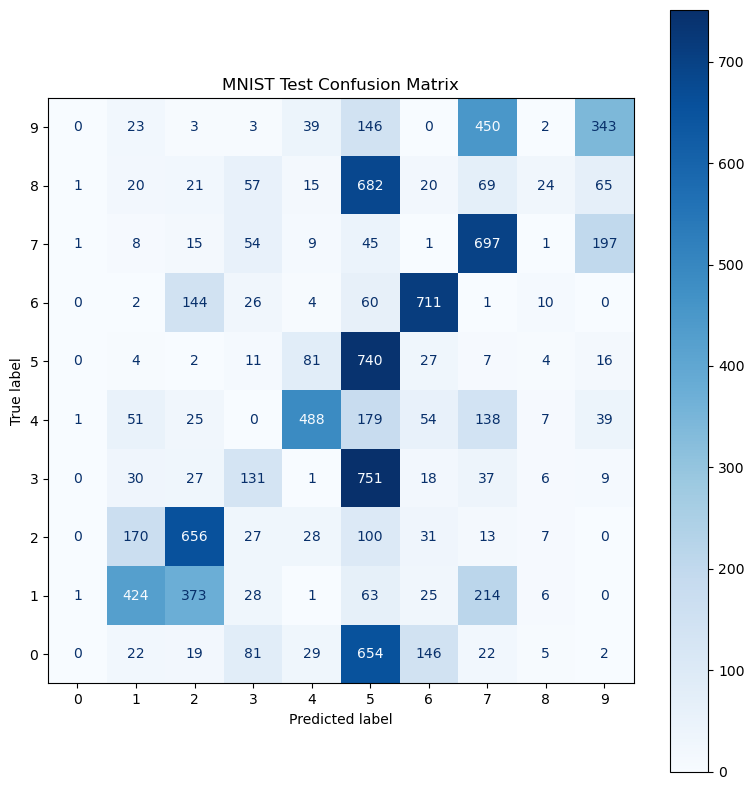 MNIST Test Confusion Matrix
700
9 0 23 3 3 39 146 0 450 2 343
8 1 20 21 57 15 682 20 69 24 65
600
7 1 8 15 54 9 45 1 697 1 197
500
6 0 2 144 26 4 60 711 1 10 0
5 0 4 2 11 81 740 27 7 4 16
400
True label
4 1 51 25 0 488 179 54 138 7 39
300
3 0 30 27 131 1 751 18 37 6 9
2 0 170 656 27 28 100 31 13 7 0
200
1 1 424 373 28 1 63 25 214 6 0
0 0 22 19 81 29 654 146 22 5 2
100
0 1 2 3 4 5 6 7 8 9
Predicted label
0